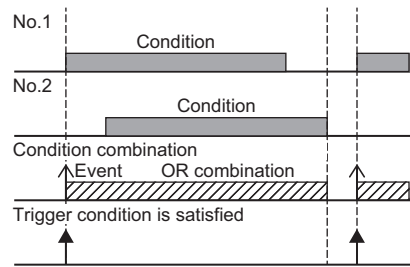 No.1
Condition
No.2
Condition
Condition combination
Event OR combination
Trigger condition is satisfied